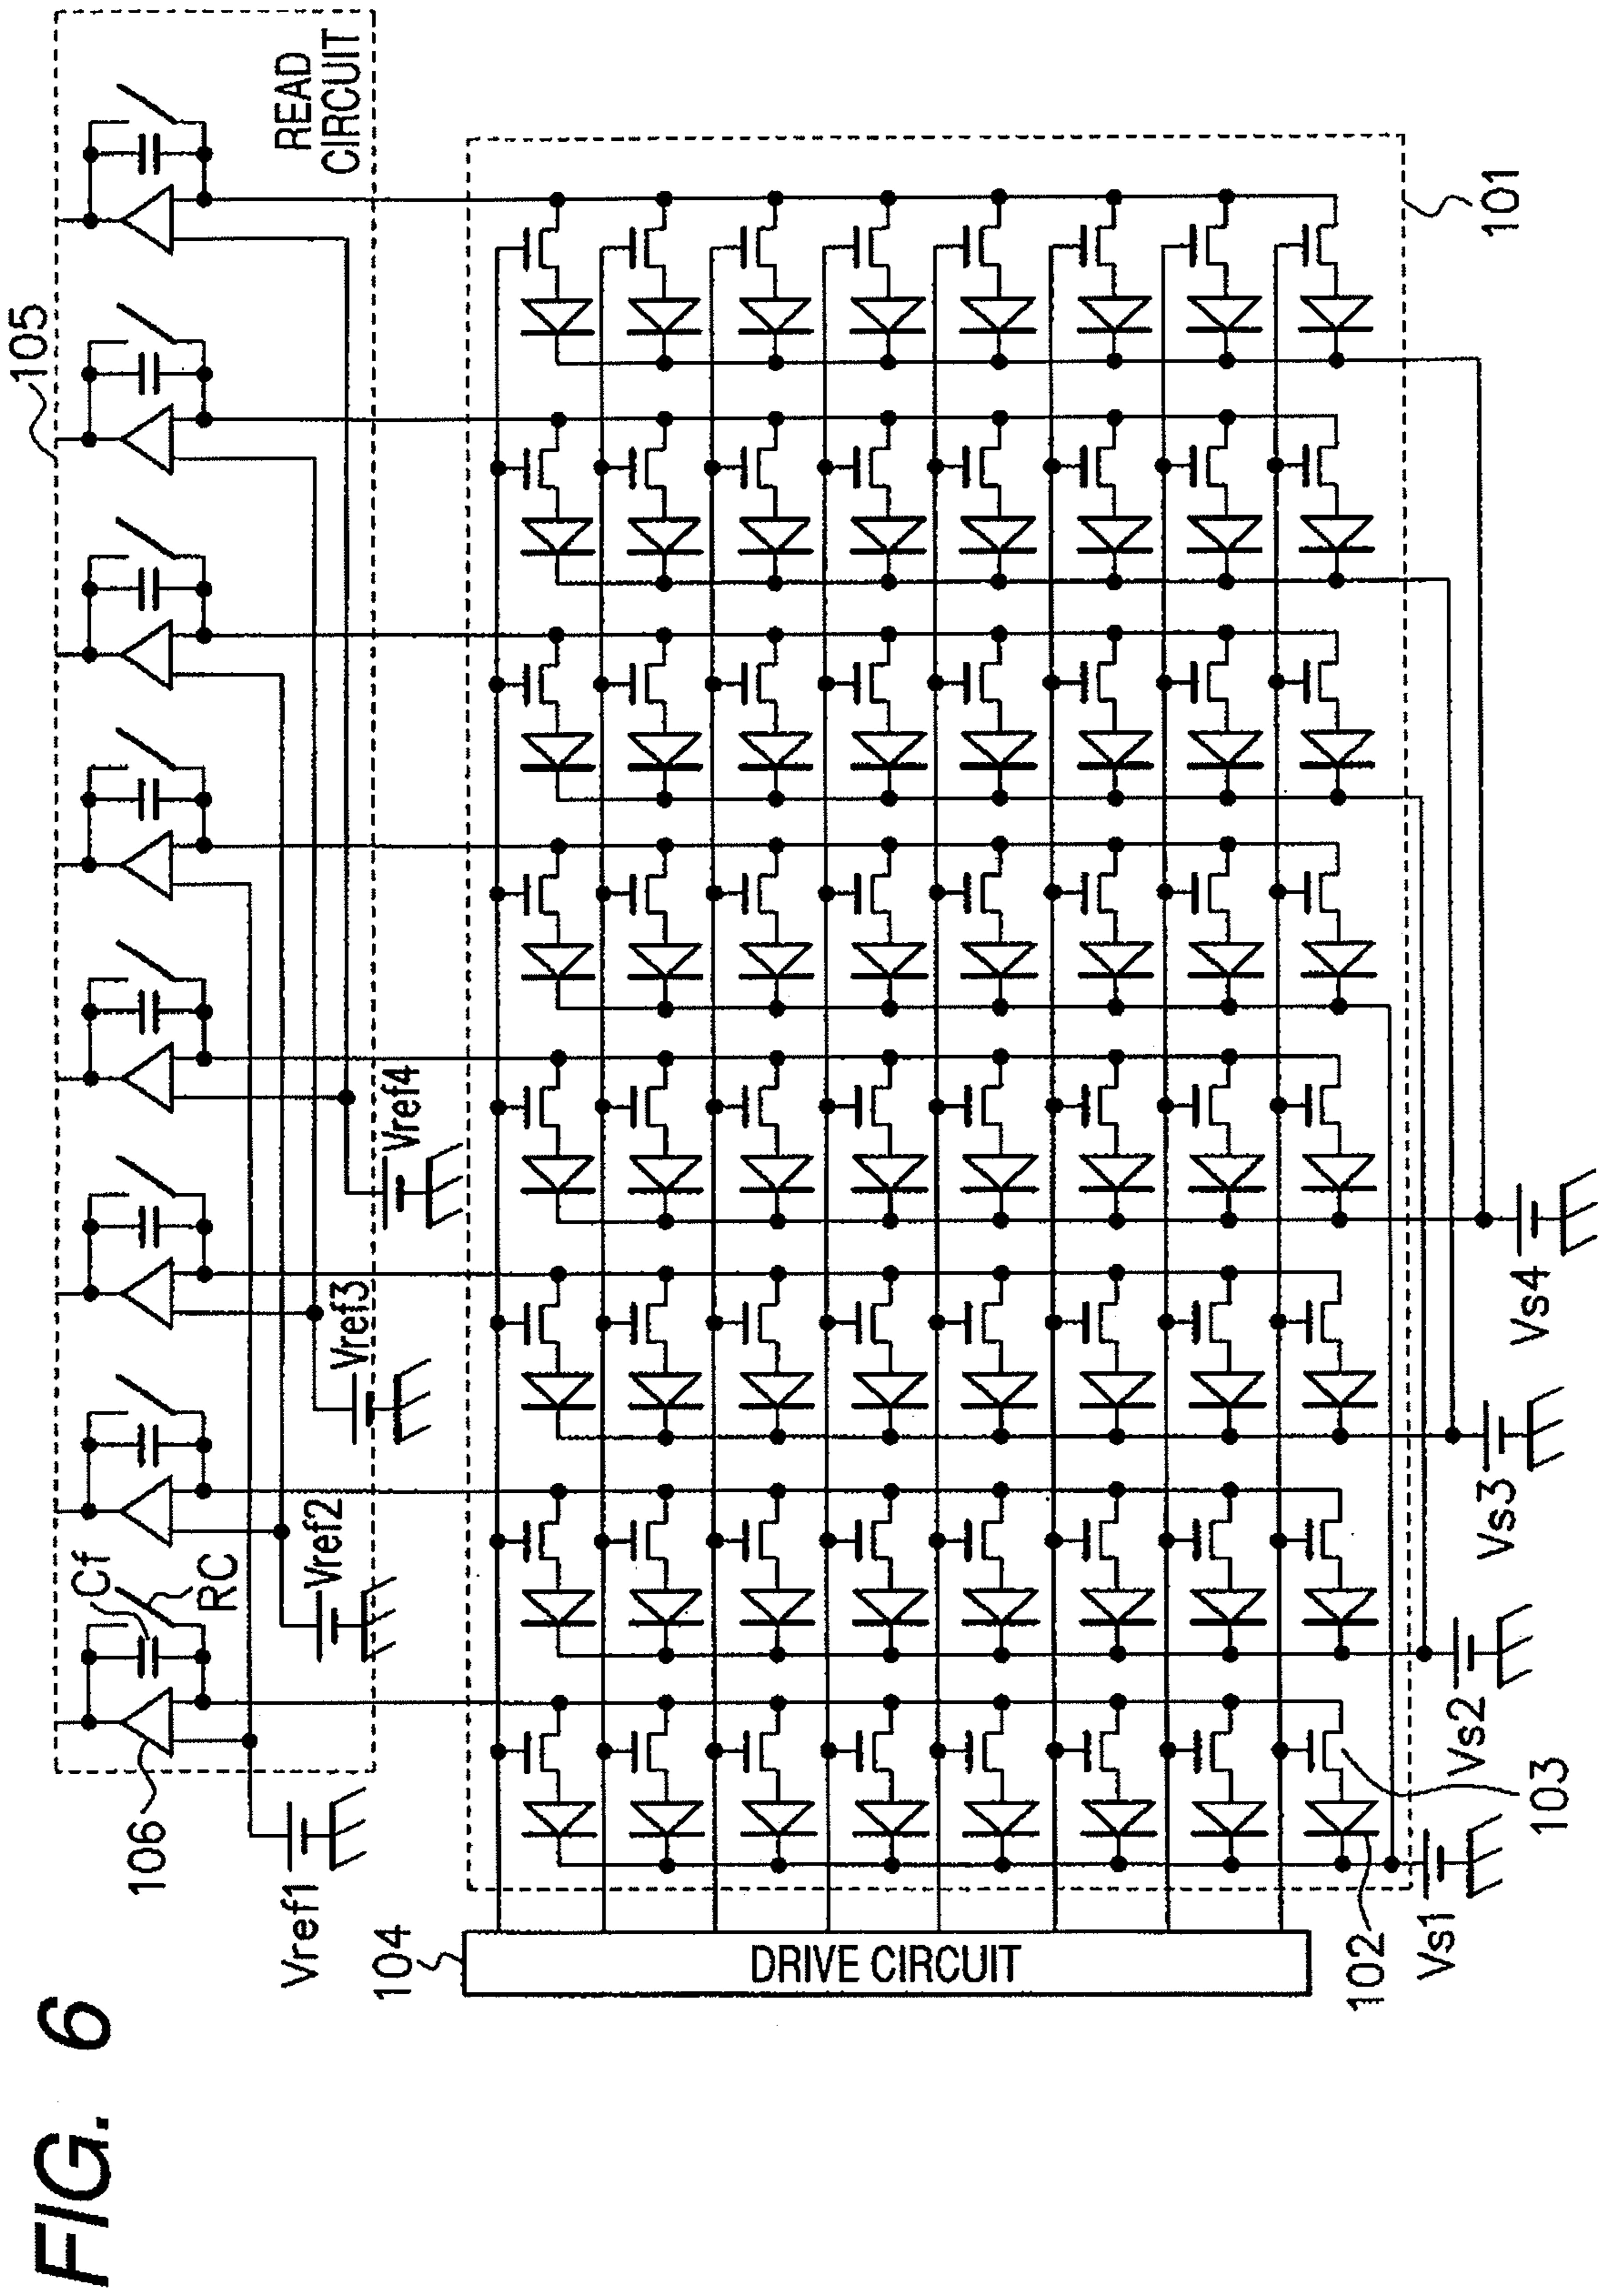 FIG. 6
105
READ
CIRCUIT
Cf
RC
106
Vref1
Vref2
Vref3
Vref4
104
DRIVE CIRCUIT
101
102
103
Vs1
Vs2
Vs3
Vs4